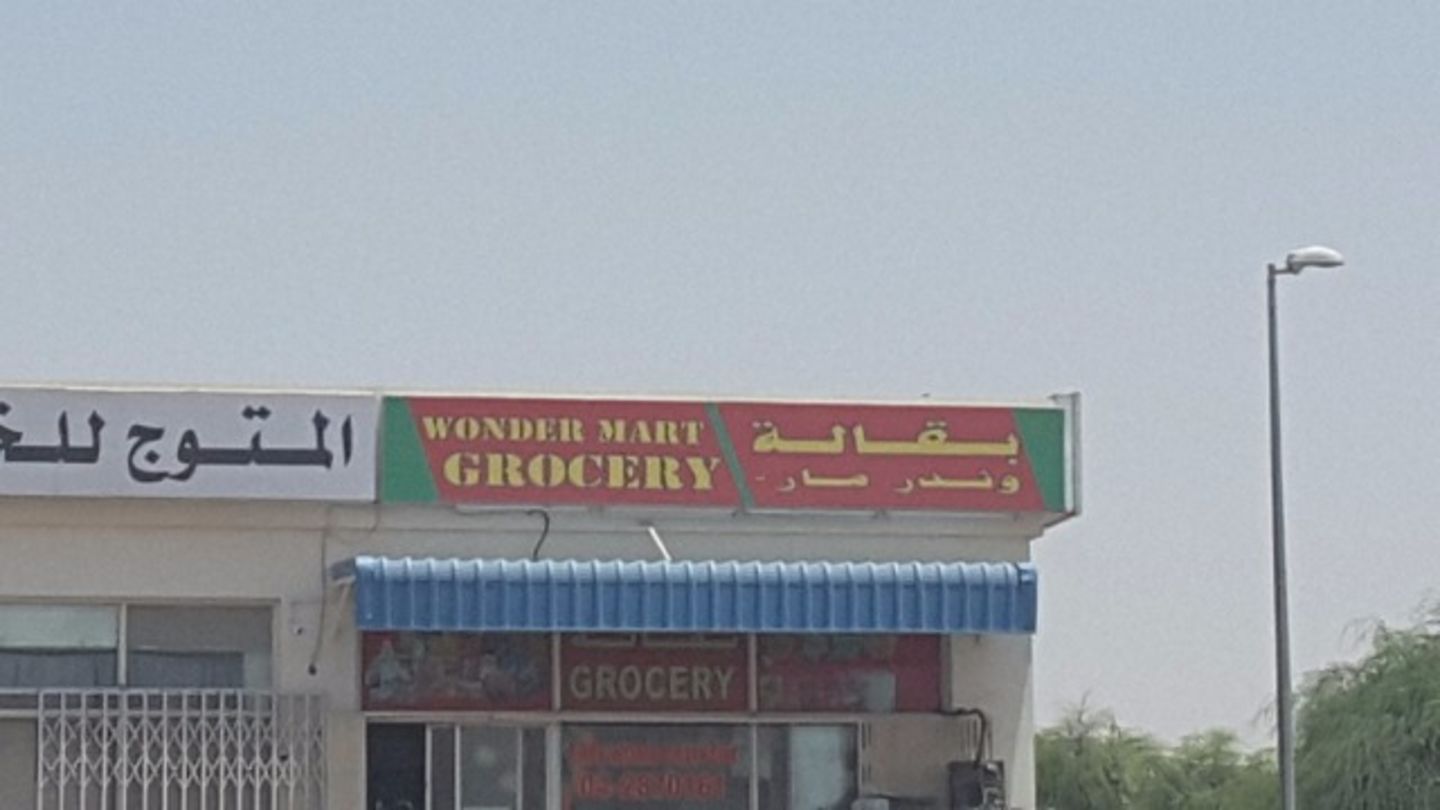 المتوج للخ
WONDER MART
GROCERY
بقالة
وندر مار
GROCERY